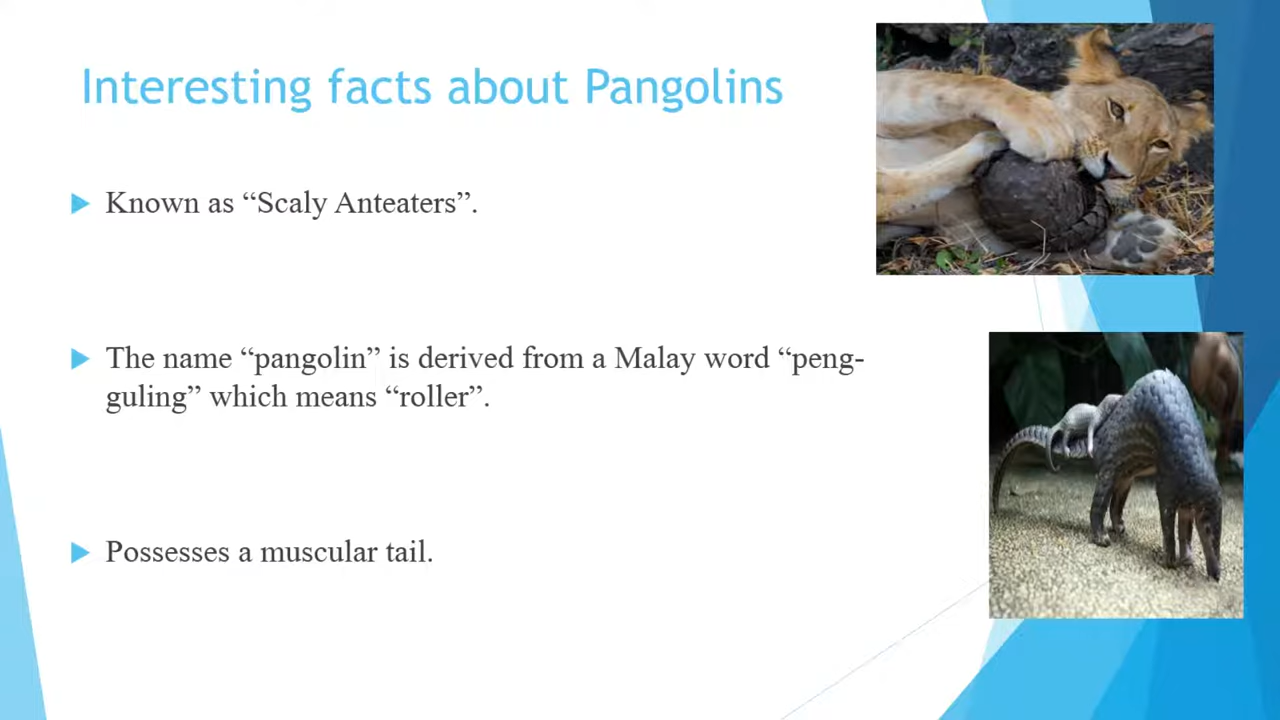 Interesting facts about Pangolins
Known as “Scaly Anteaters”.
The name “pangolin” is derived from a Malay word “peng-
guling” which means “roller”.
Possesses a muscular tail.